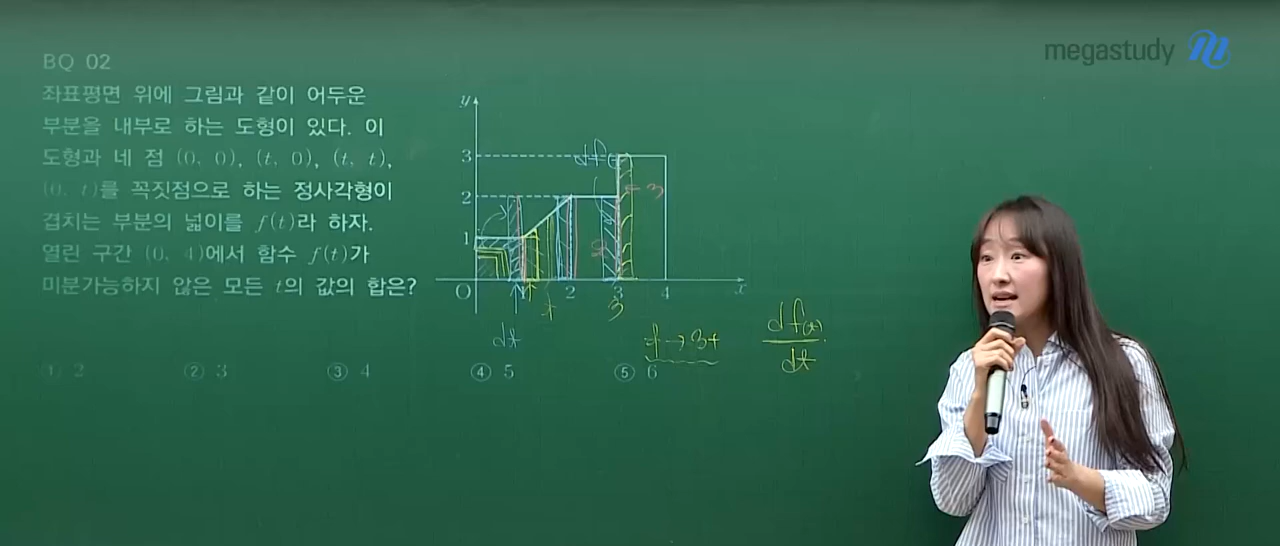 megastudy
BQ 02
좌표평면 위에 그림과 같이 어두운
부분을 내부로 하는 도형이 있다. 이
도형과 네 점 (0, 0), (t, 0), (t, t),
(0, t)를 꼭짓점으로 하는 정사각형이
겹치는 부분의 넓이를 f(t)라 하자.
열린 구간 (0, 4)에서 함수 f(t)가
미분가능하지 않은 모든 t의 값의 합은?
① 2 ② 3 ③ 4 ④ 5 ⑤ 6
y
3
2
1
O 1 2 3 4 x
3
2
t
3
dt
t→3+
df(t)
dt